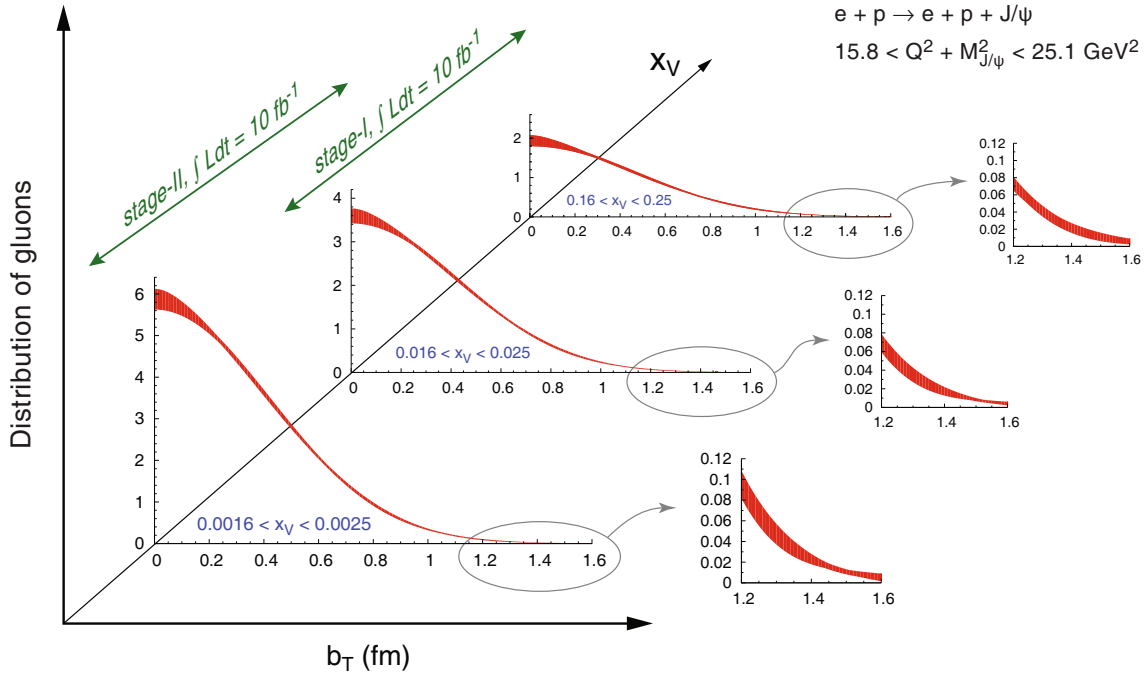 e + p → e + p + J/ψ
15.8 < Q² + M²_J/ψ < 25.1 GeV²
stage-II, ∫ Ldt = 10 fb⁻¹
stage-I, ∫ Ldt = 10 fb⁻¹
x_V
Distribution of gluons
b_T (fm)
2
1
0
0.16 < x_V < 0.25
0 0.2 0.4 0.6 0.8 1 1.2 1.4 1.6
0.12
0.1
0.08
0.06
0.04
0.02
0
1.2 1.4 1.6
4
3
2
1
0
0.016 < x_V < 0.025
0 0.2 0.4 0.6 0.8 1 1.2 1.4 1.6
0.12
0.1
0.08
0.06
0.04
0.02
0
1.2 1.4 1.6
6
5
4
3
2
1
0
0.0016 < x_V < 0.0025
0 0.2 0.4 0.6 0.8 1 1.2 1.4 1.6
0.12
0.1
0.08
0.06
0.04
0.02
0
1.2 1.4 1.6